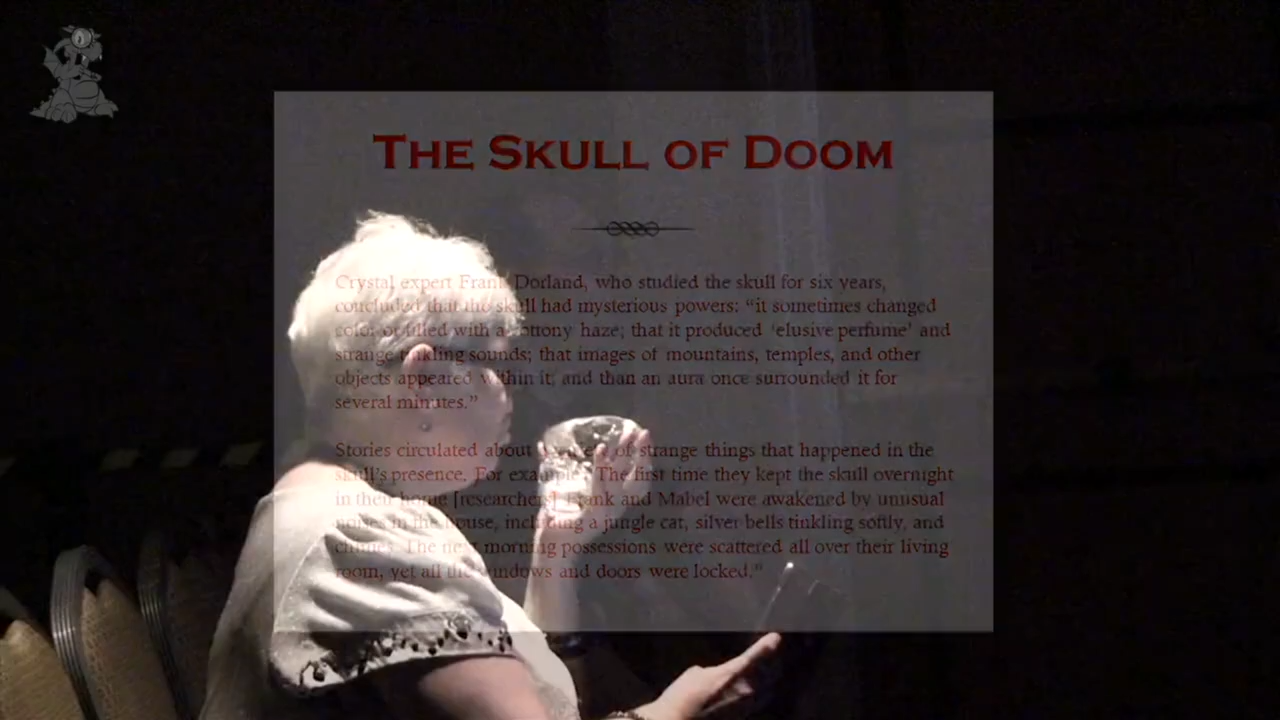 THE SKULL OF DOOM
Crystal expert Frank Dorland, who studied the skull for six years,
concluded that the skull had mysterious powers: “it sometimes changed
color or filled with a cottony haze; that it produced ‘elusive perfume’ and
strange tinkling sounds; that images of mountains, temples, and other
objects appeared within it; and than an aura once surrounded it for
several minutes.”
Stories circulated about of strange things that happened in the
skull’s presence. For example: The first time they kept the skull overnight
in their home [researchers] Frank and Mabel were awakened by unusual
noises in the house, including a jungle cat, silver bells tinkling softly, and
chimes. The next morning possessions were scattered all over their living
room, yet all the windows and doors were locked.”